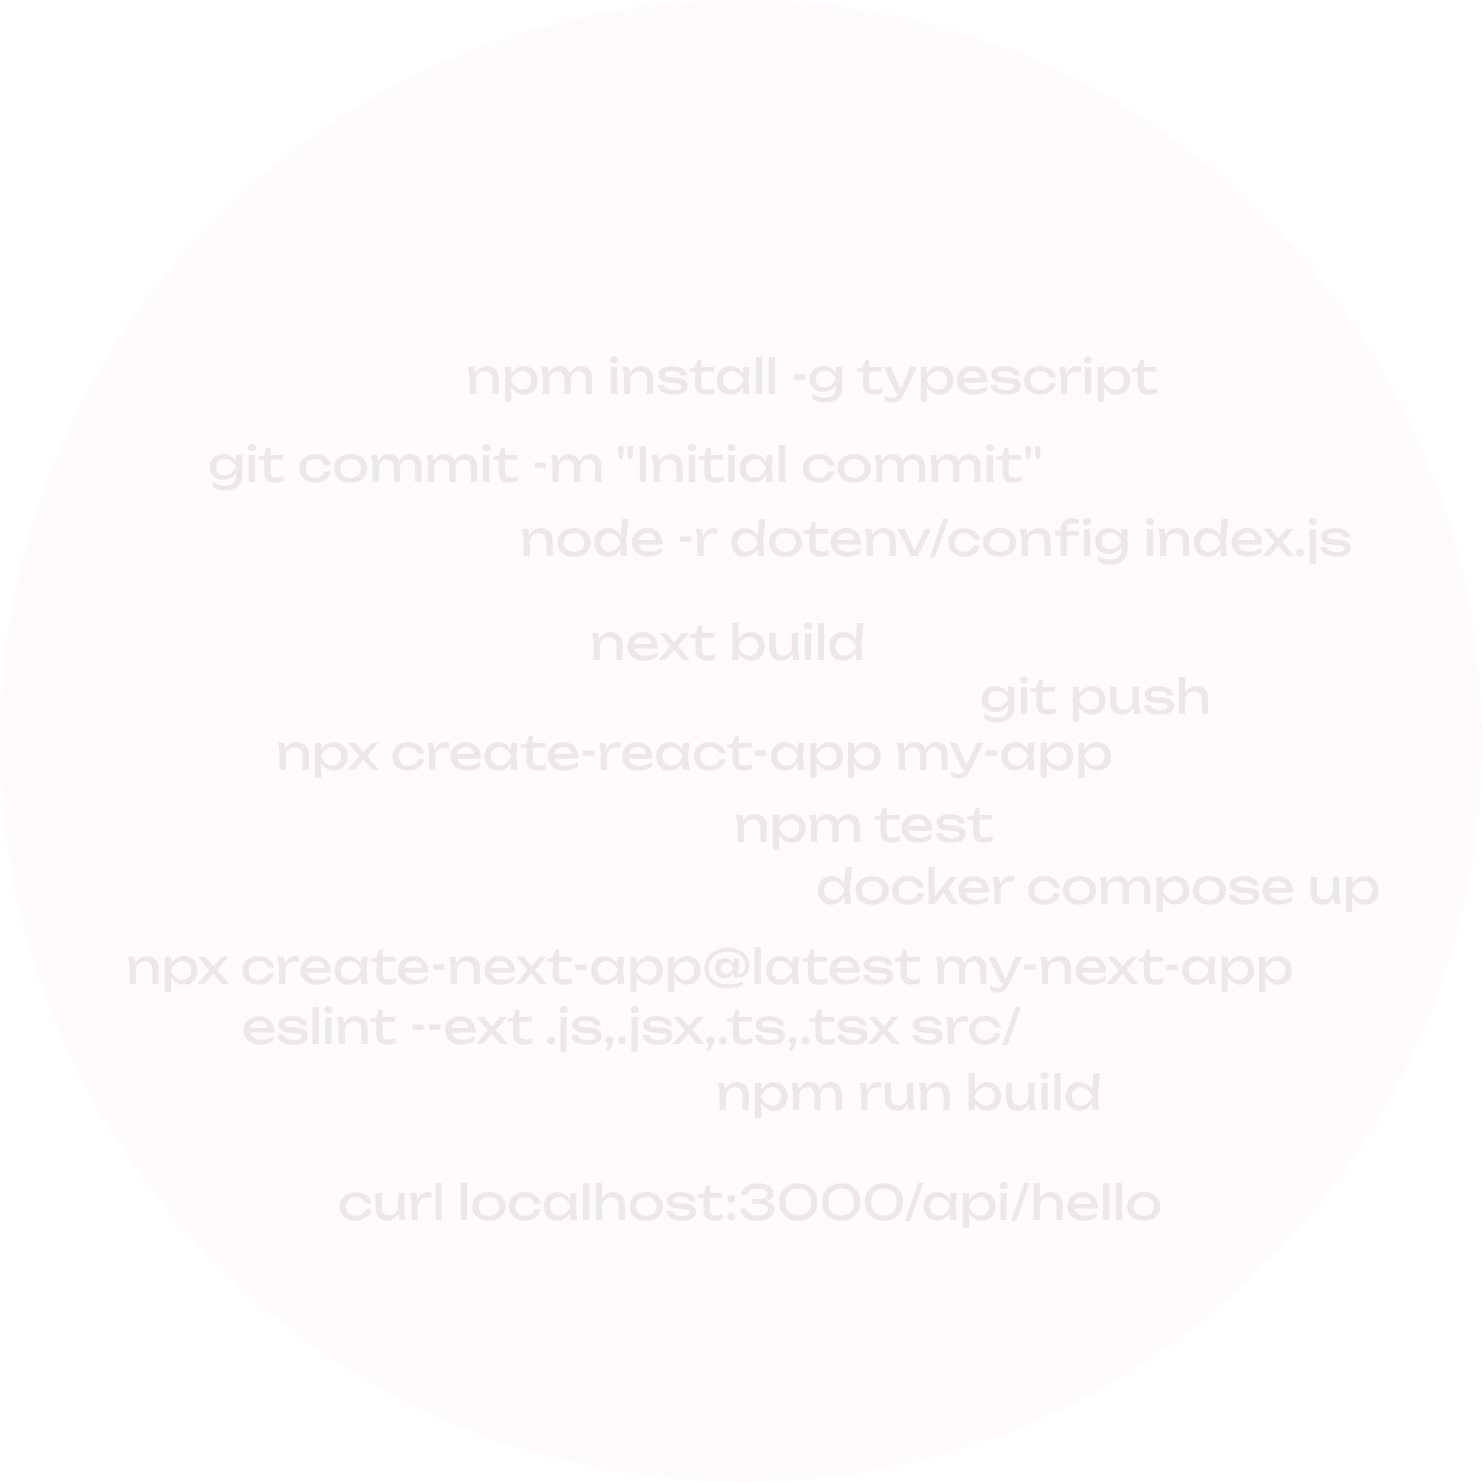 npm install -g typescript
git commit -m "Initial commit"
node -r dotenv/config index.js
next build
git push
npx create-react-app my-app
npm test
docker compose up
npx create-next-app@latest my-next-app
eslint --ext .js,.jsx,.ts,.tsx src/
npm run build
curl localhost:3000/api/hello